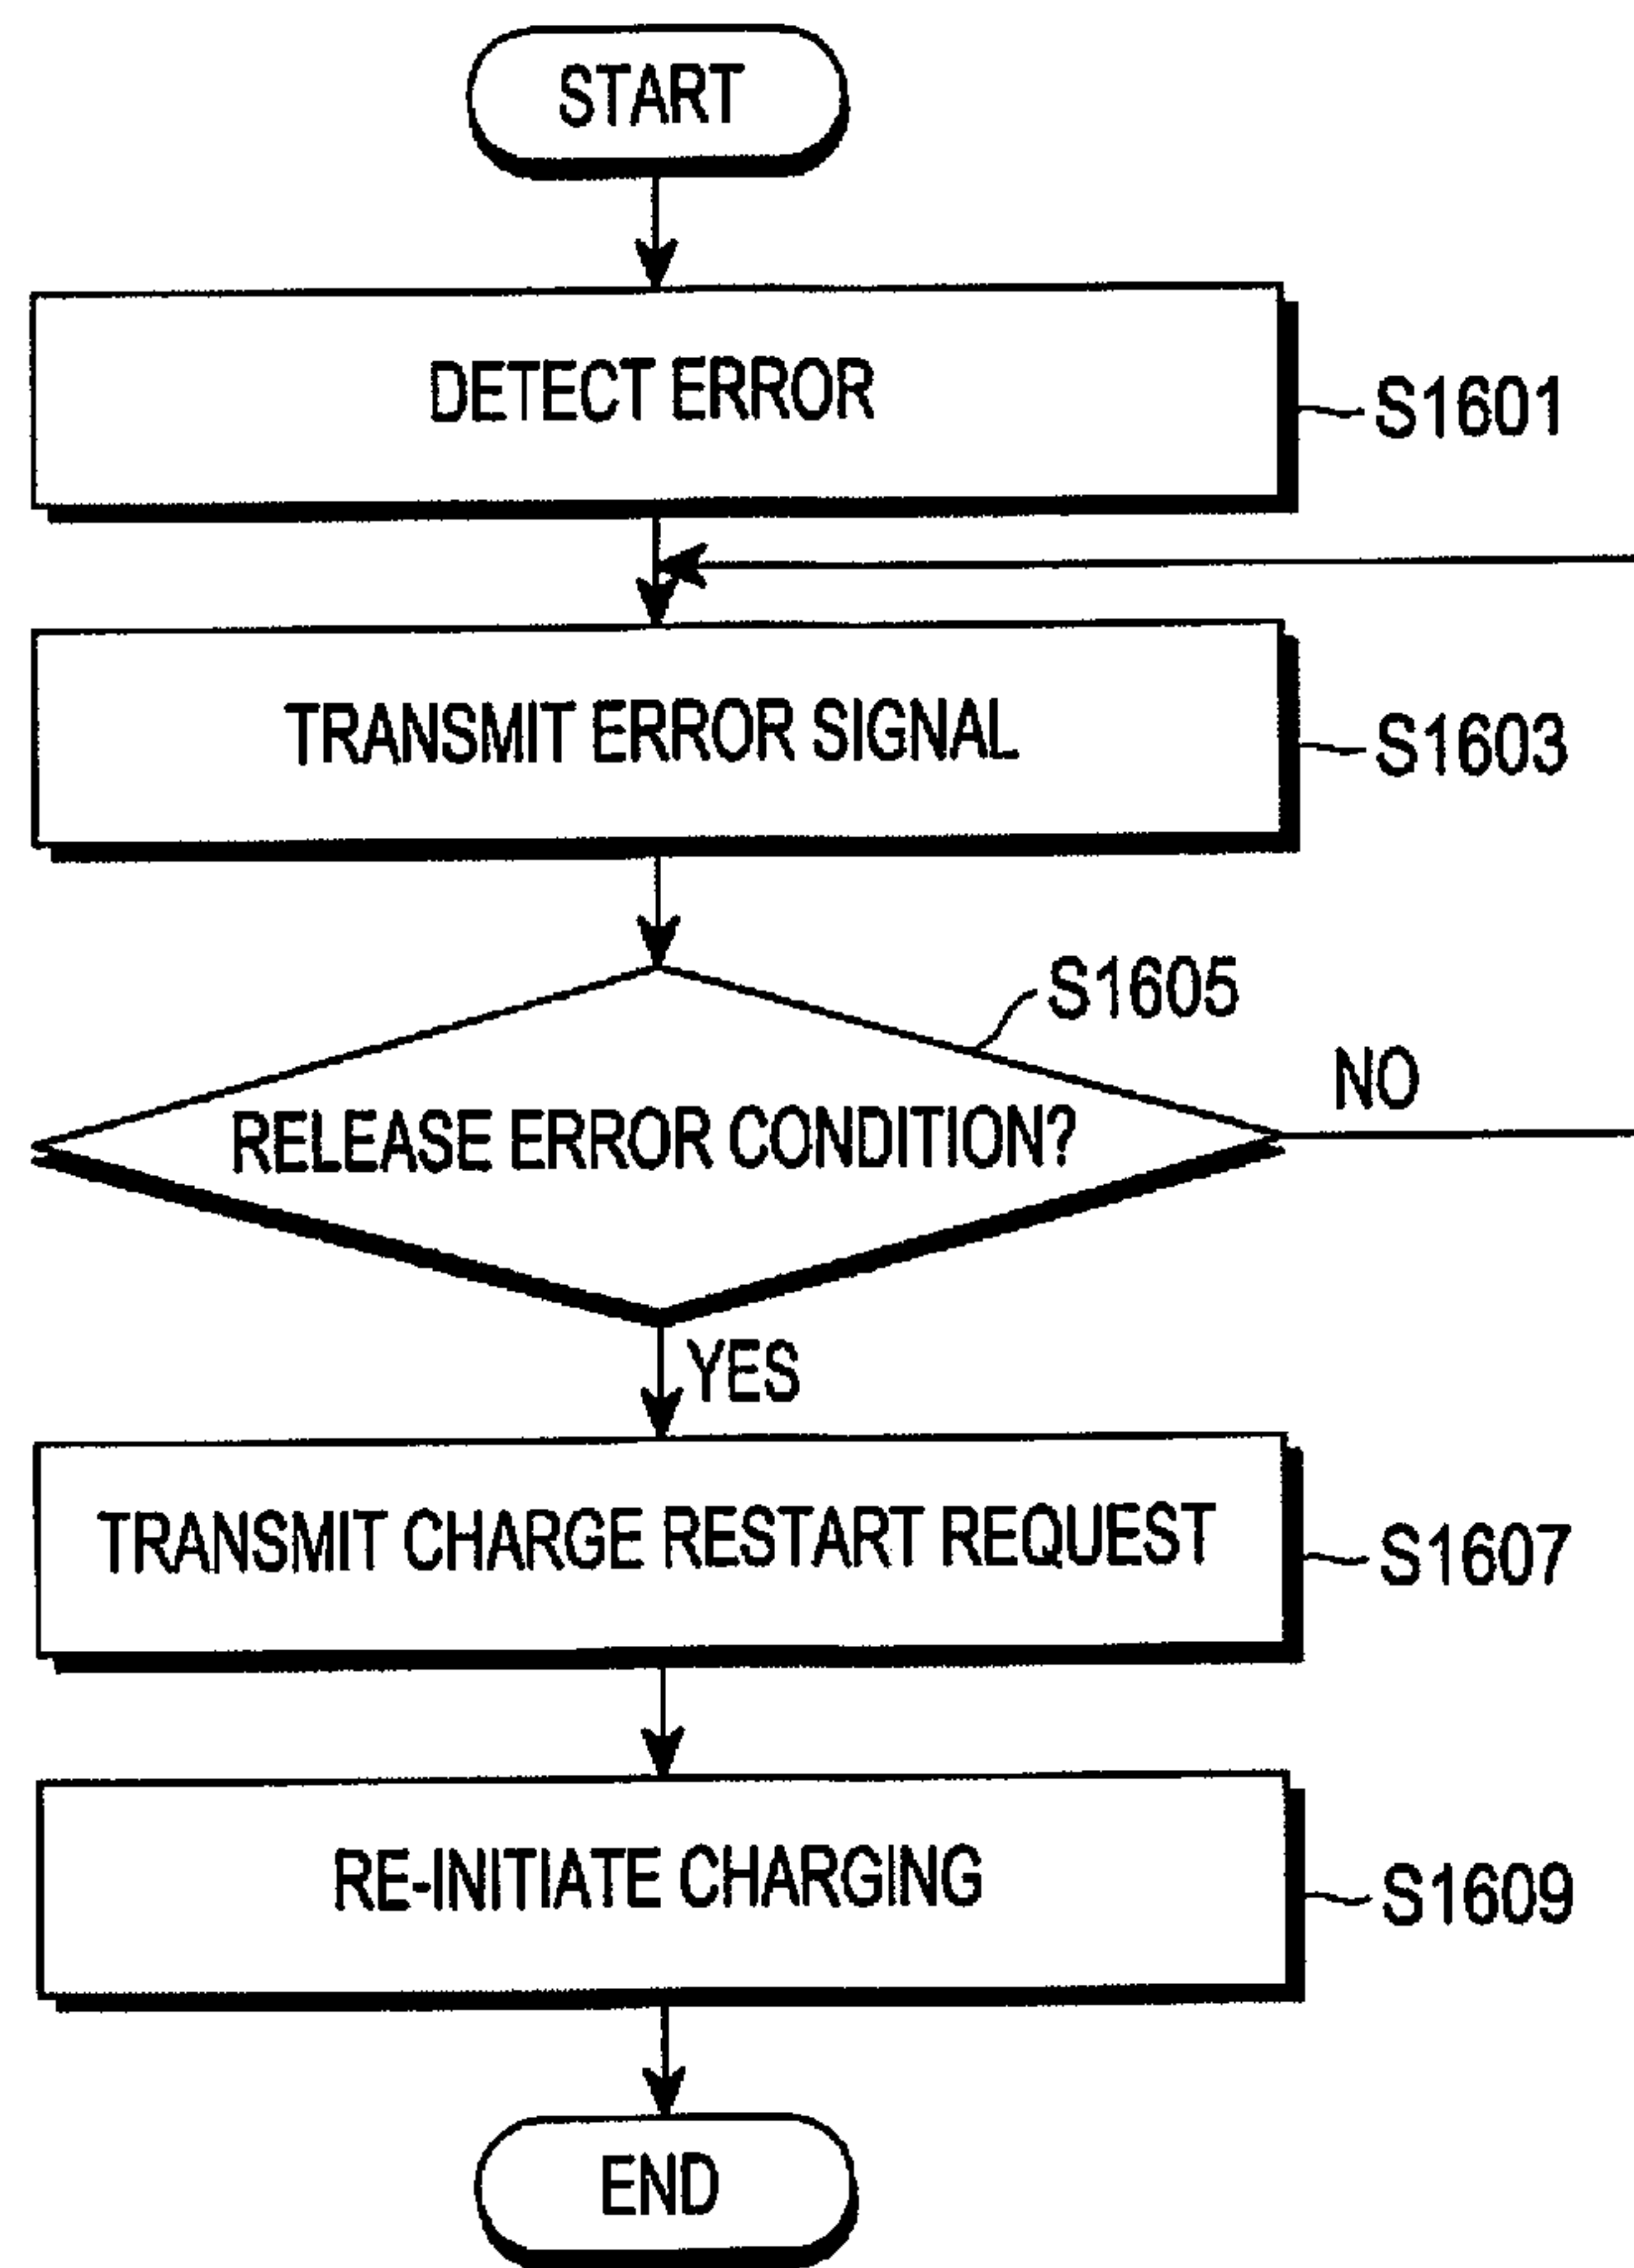 START
DETECT ERROR
S1601
TRANSMIT ERROR SIGNAL
S1603
S1605
NO
RELEASE ERROR CONDITION?
YES
TRANSMIT CHARGE RESTART REQUEST
S1607
RE-INITIATE CHARGING
S1609
END